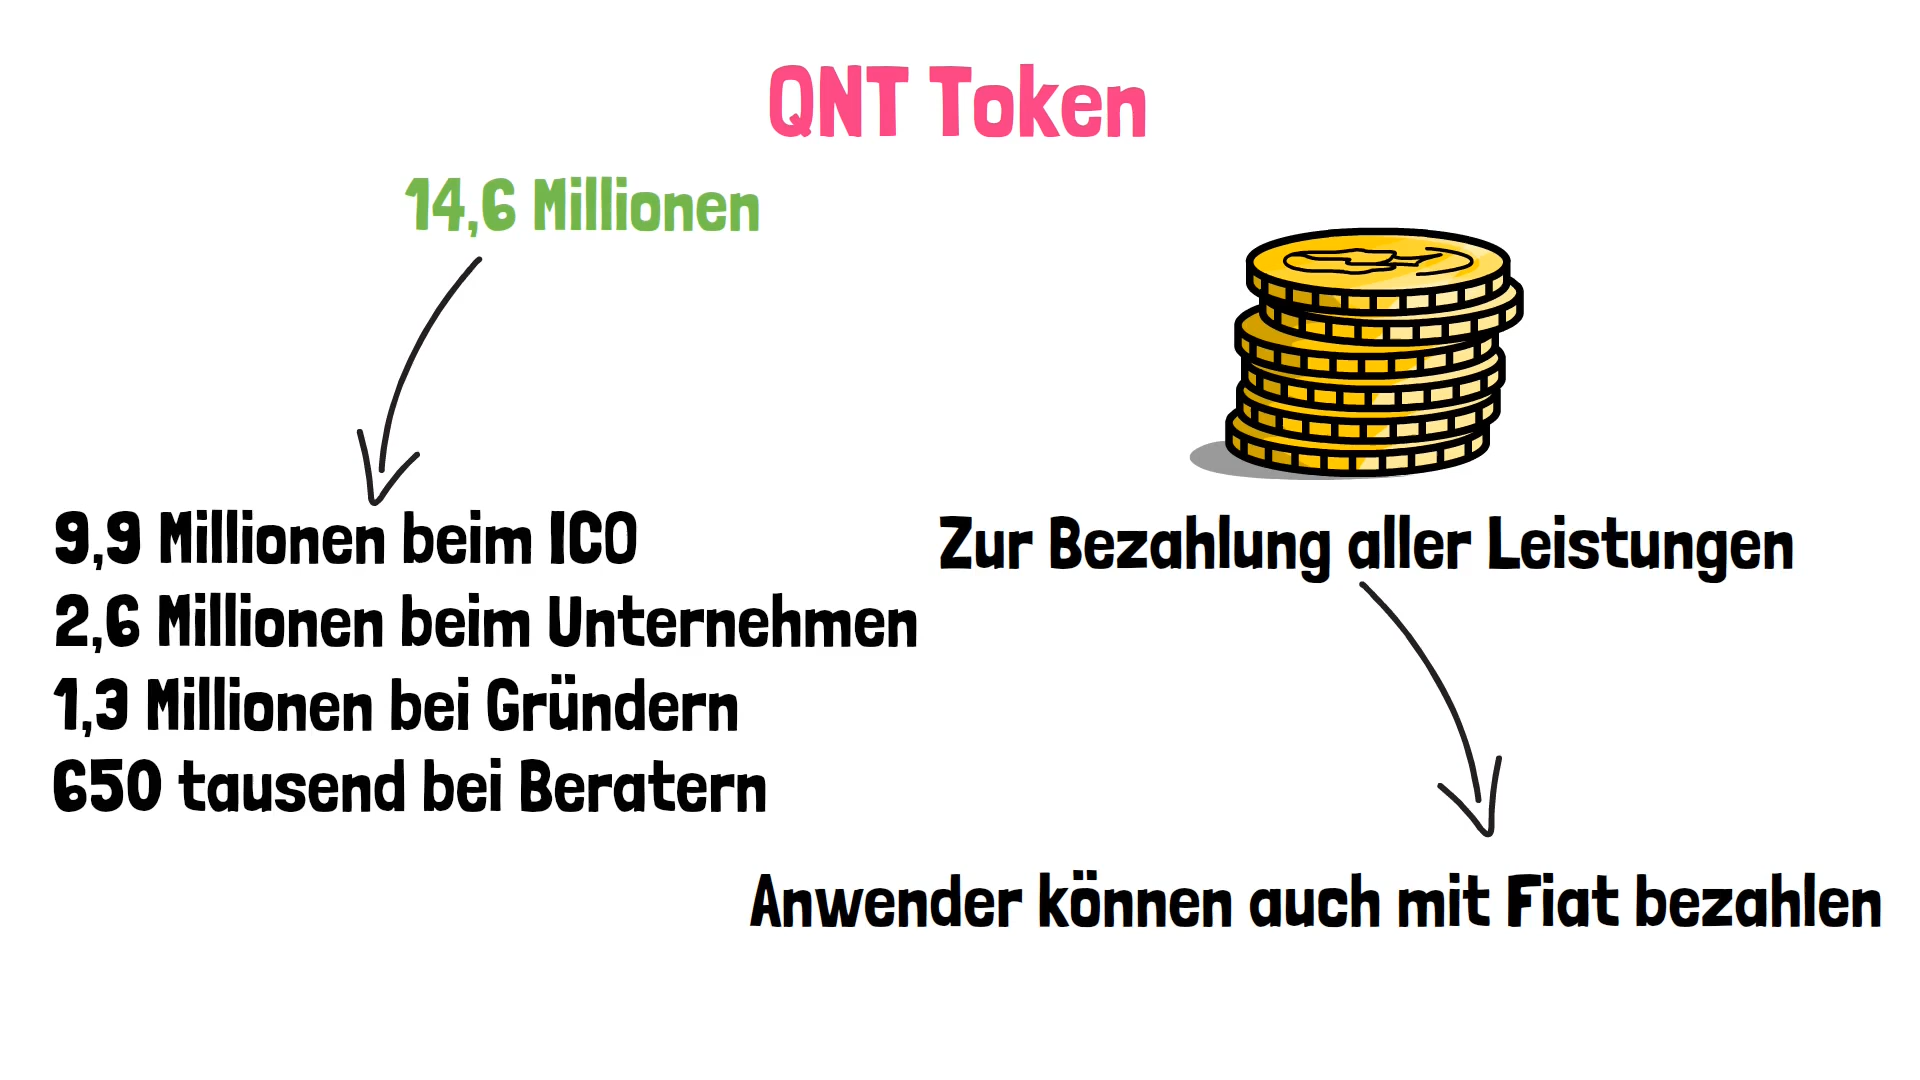 QNT Token
14,6 Millionen
9,9 Millionen beim ICO
2,6 Millionen beim Unternehmen
1,3 Millionen bei Gründern
650 tausend bei Beratern
Zur Bezahlung aller Leistungen
Anwender können auch mit Fiat bezahlen